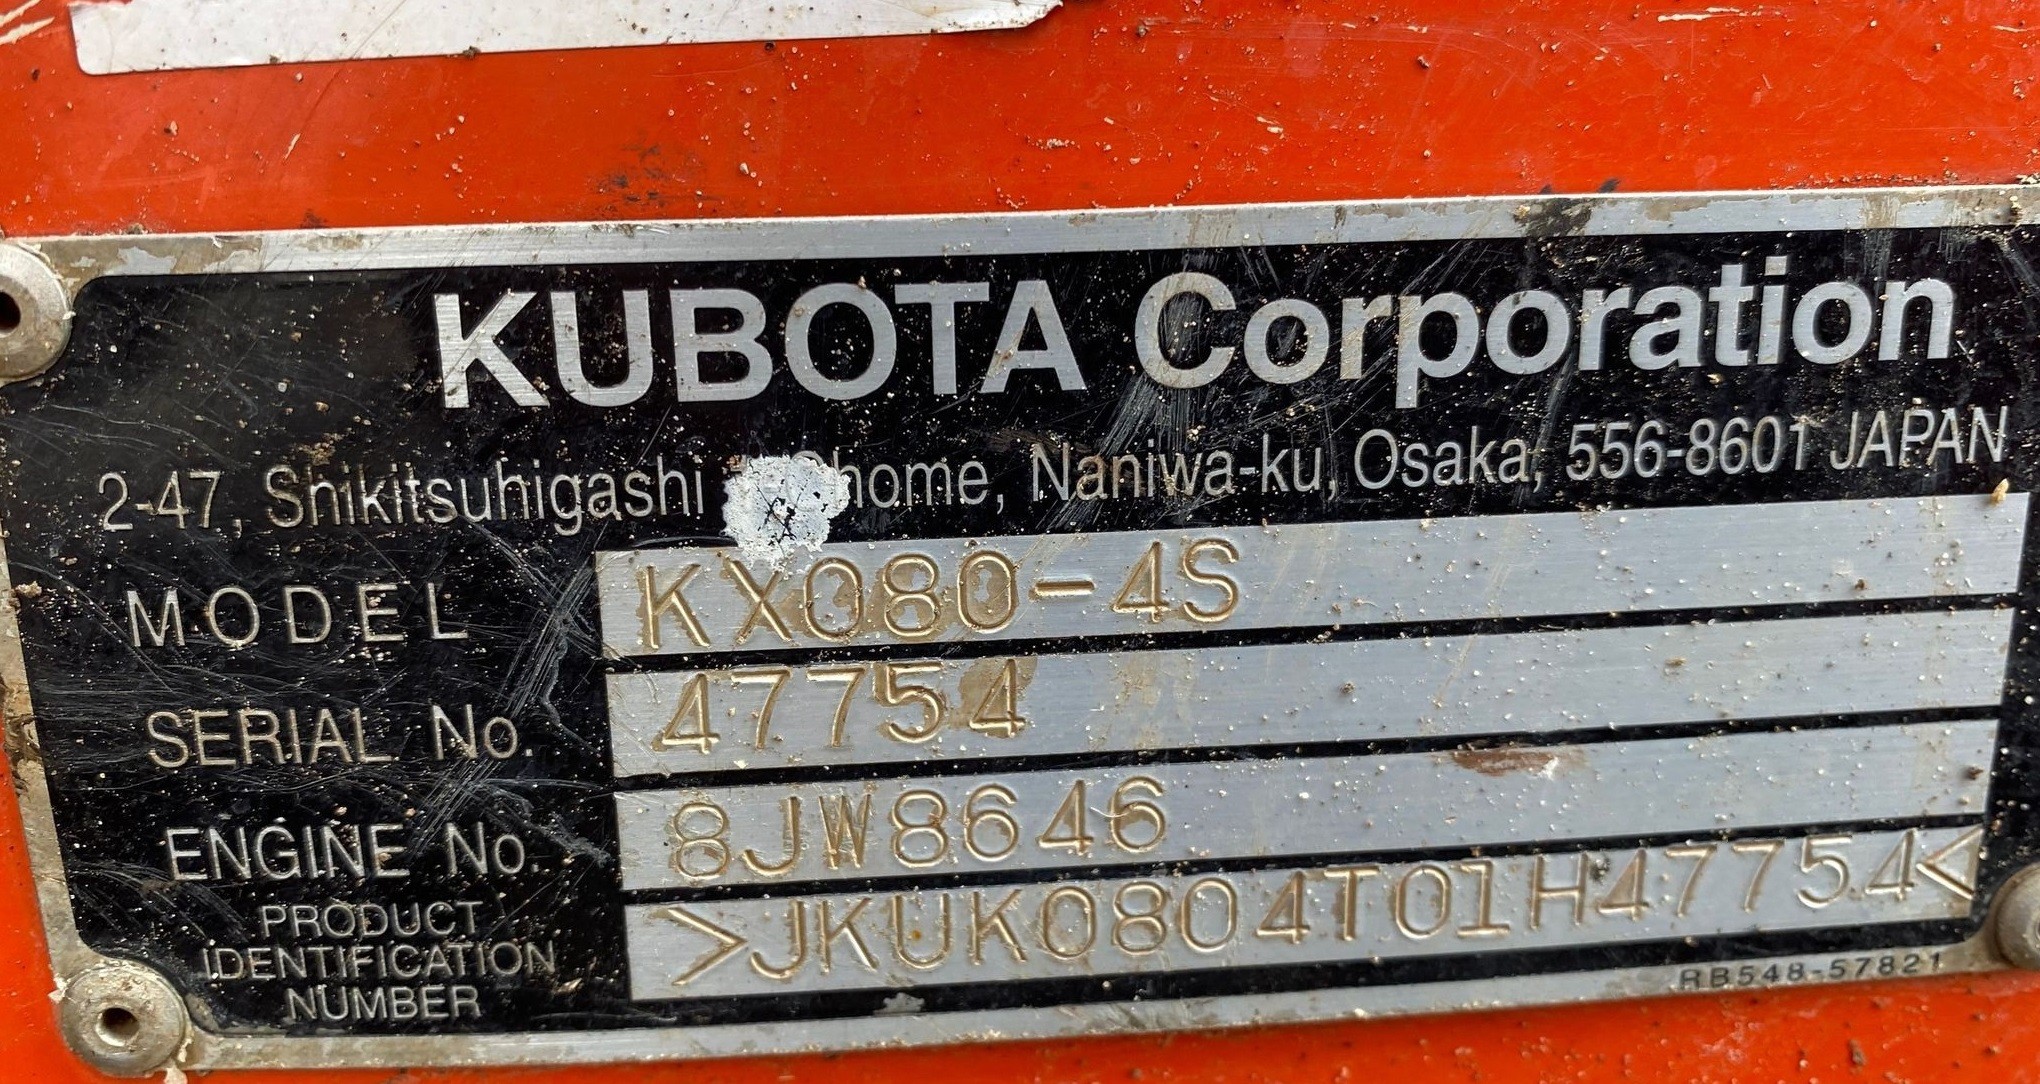 KUBOTA Corporation
2-47, Shikitsuhigashi Chome, Naniwa-ku, Osaka, 556-8601 JAPAN
MODEL KX080-4S
SERIAL No. 47754
ENGINE No. 8JW8646
PRODUCT IDENTIFICATION NUMBER >JKUK0804T01H47754<
RB548-57821